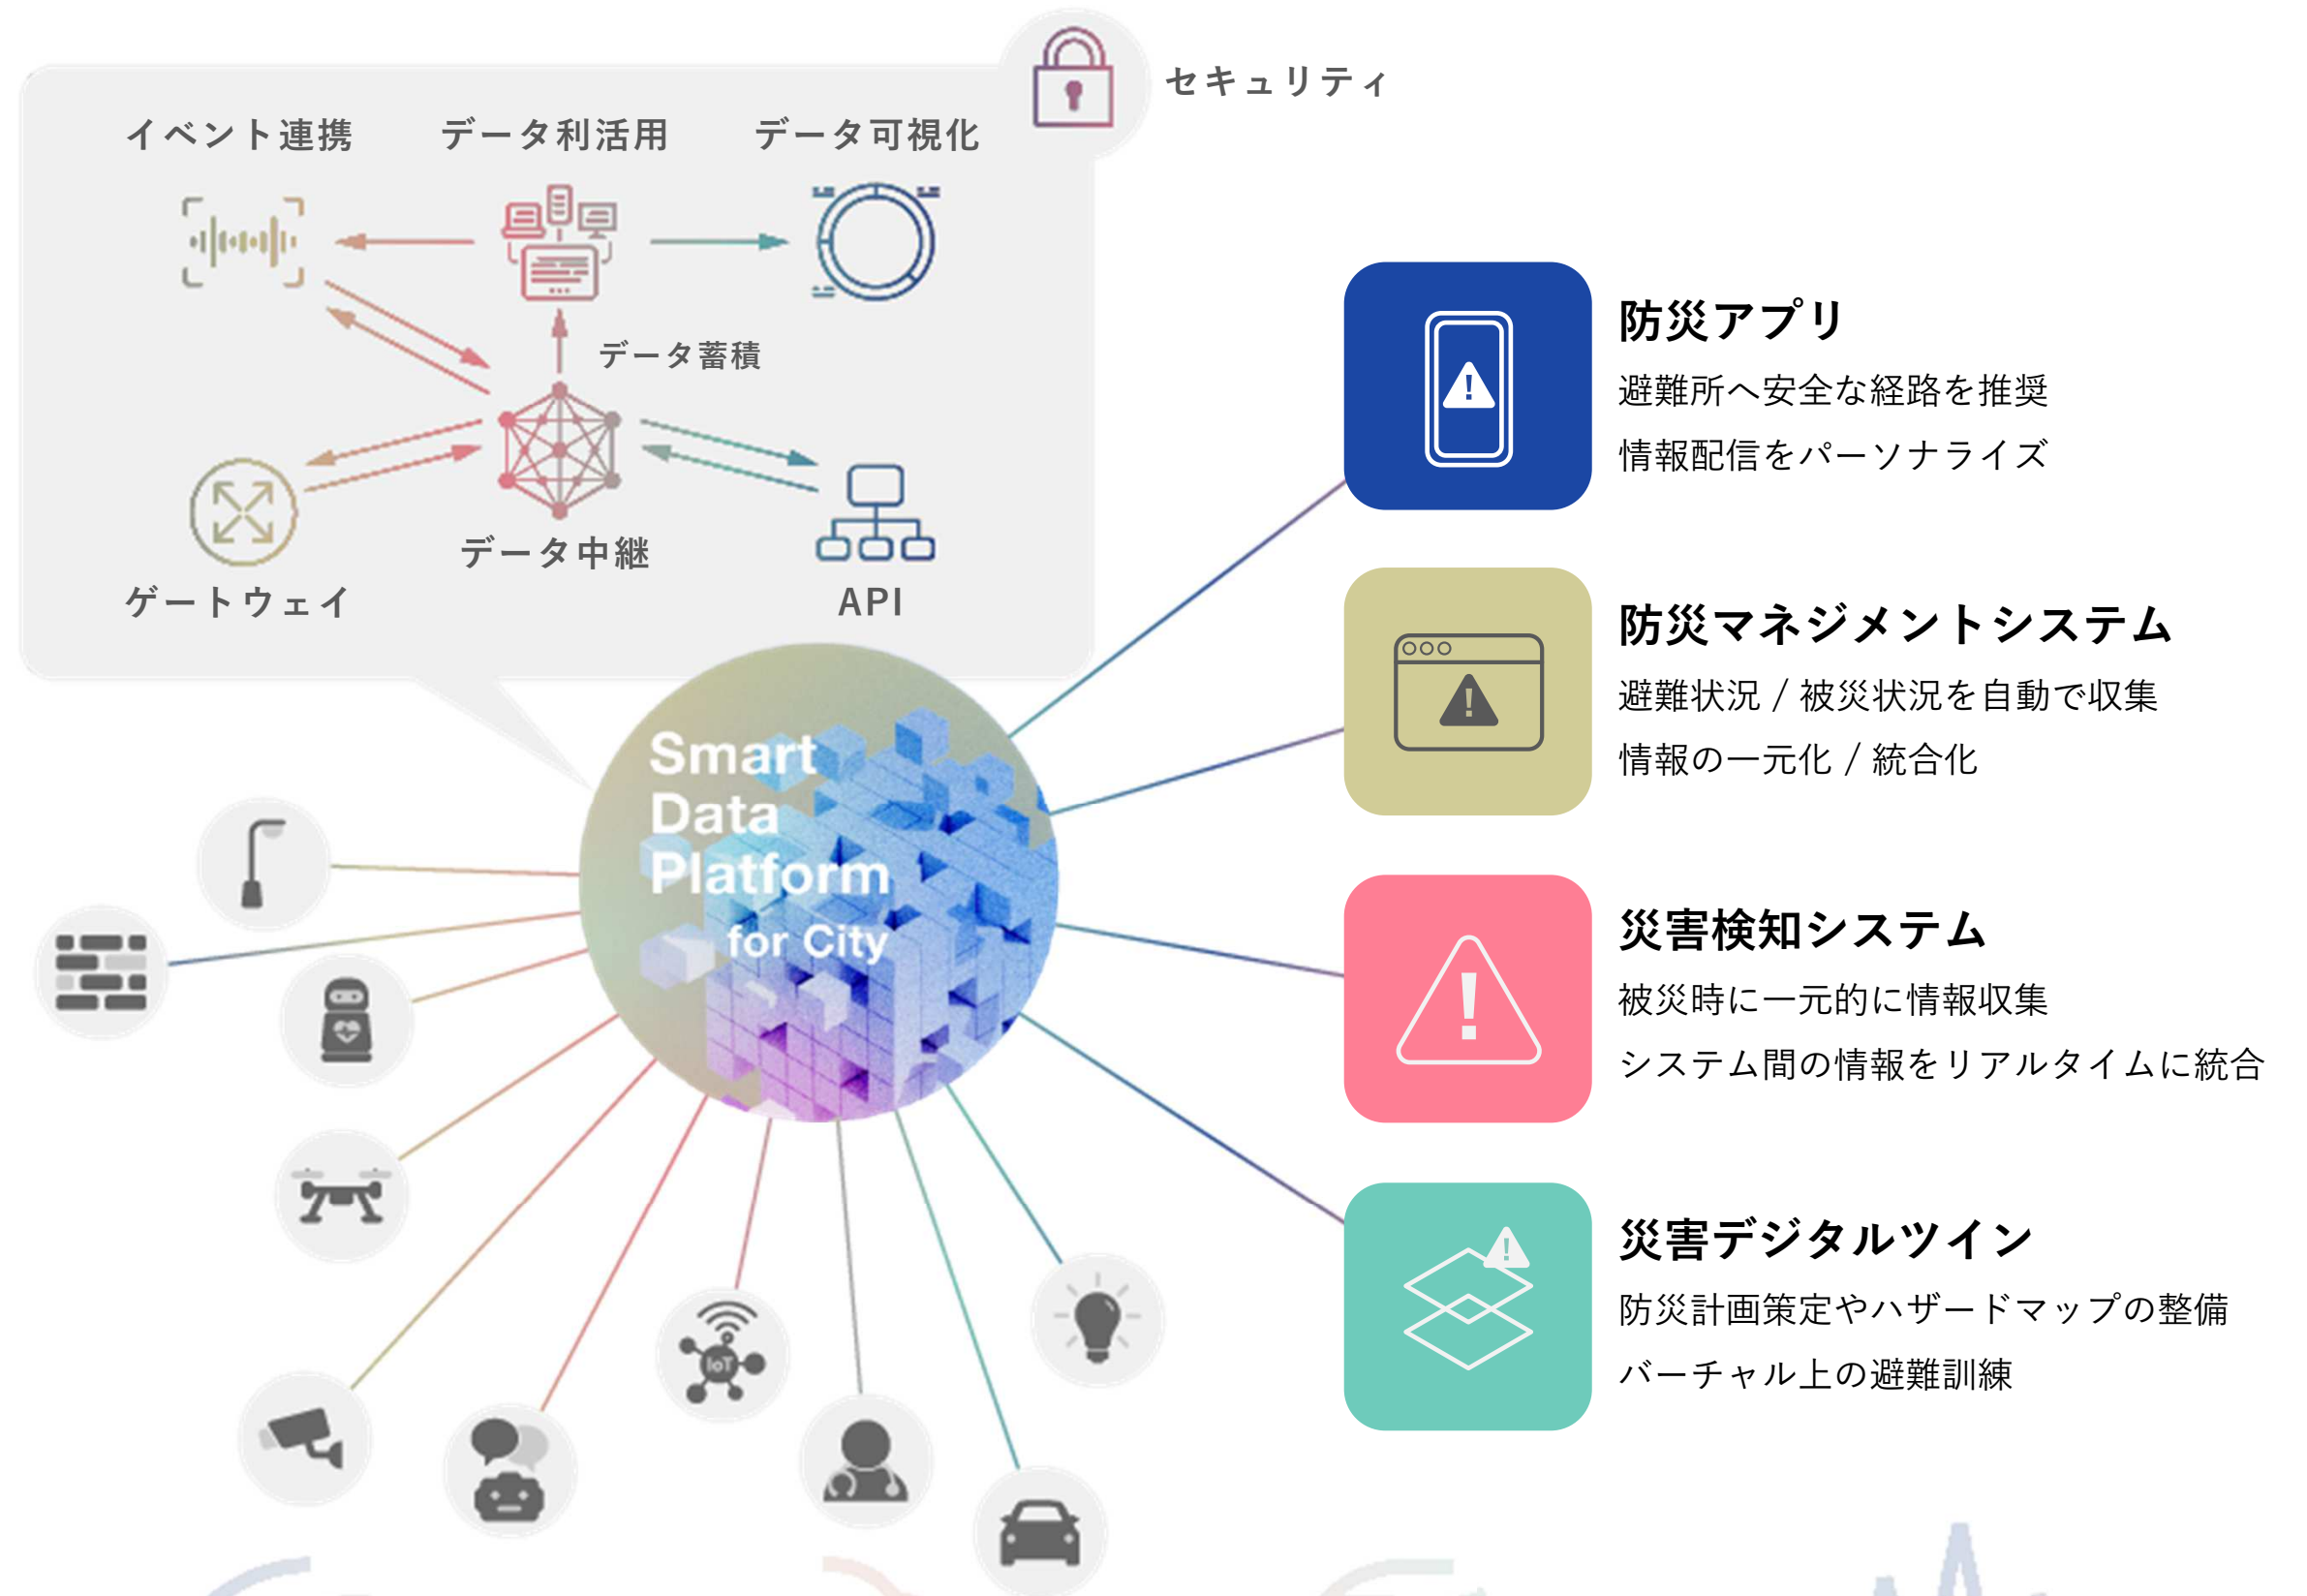 セキュリティ
イベント連携
データ利活用
データ可視化
データ蓄積
データ中継
ゲートウェイ
API
Smart
Data
Platform
for City
IoT
防災アプリ
避難所へ安全な経路を推奨
情報配信をパーソナライズ
防災マネジメントシステム
避難状況 / 被災状況を自動で収集
情報の一元化 / 統合化
災害検知システム
被災時に一元的に情報収集
システム間の情報をリアルタイムに統合
災害デジタルツイン
防災計画策定やハザードマップの整備
バーチャル上の避難訓練